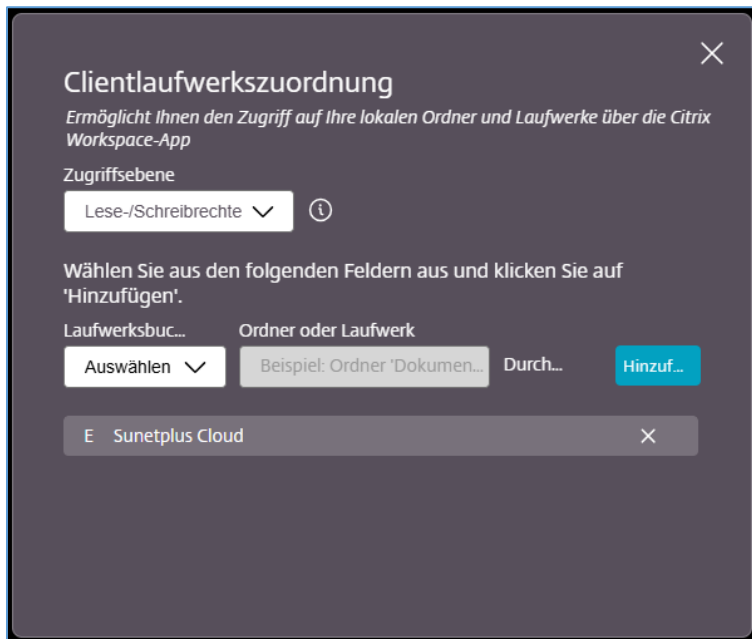 Clientlaufwerkszuordnung
Ermöglicht Ihnen den Zugriff auf Ihre lokalen Ordner und Laufwerke über die Citrix
Workspace-App
Zugriffsebene
Lese-/Schreibrechte
Wählen Sie aus den folgenden Feldern aus und klicken Sie auf
'Hinzufügen'.
Laufwerksbuc... Ordner oder Laufwerk
Auswählen Beispiel: Ordner 'Dokumen... Durch... Hinzuf...
E Sunetplus Cloud